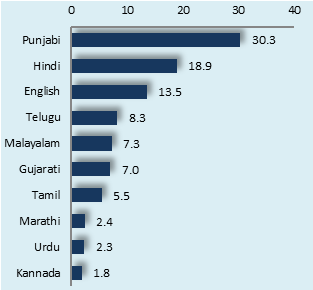 0 10 20 30 40
Punjabi 30.3
Hindi 18.9
English 13.5
Telugu 8.3
Malayalam 7.3
Gujarati 7.0
Tamil 5.5
Marathi 2.4
Urdu 2.3
Kannada 1.8